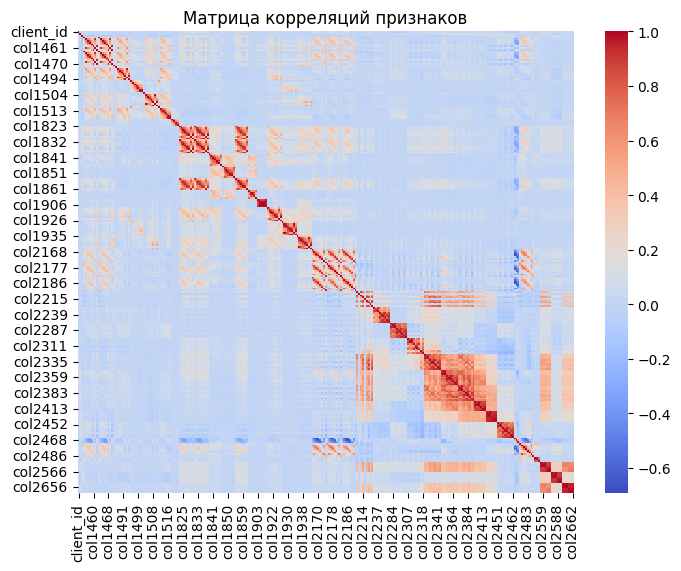 Матрица корреляций признаков
client_id
col1461
col1470
col1494
col1504
col1513
col1823
col1832
col1841
col1851
col1861
col1906
col1926
col1935
col2168
col2177
col2186
col2215
col2239
col2287
col2311
col2335
col2359
col2383
col2413
col2452
col2468
col2486
col2566
col2656
client_id
col1460
col1468
col1491
col1499
col1508
col1516
col1825
col1833
col1841
col1850
col1859
col1903
col1922
col1930
col1938
col2170
col2178
col2186
col2214
col2237
col2284
col2307
col2318
col2341
col2364
col2384
col2413
col2451
col2462
col2483
col2559
col2588
col2662
1.0
0.8
0.6
0.4
0.2
0.0
−0.2
−0.4
−0.6